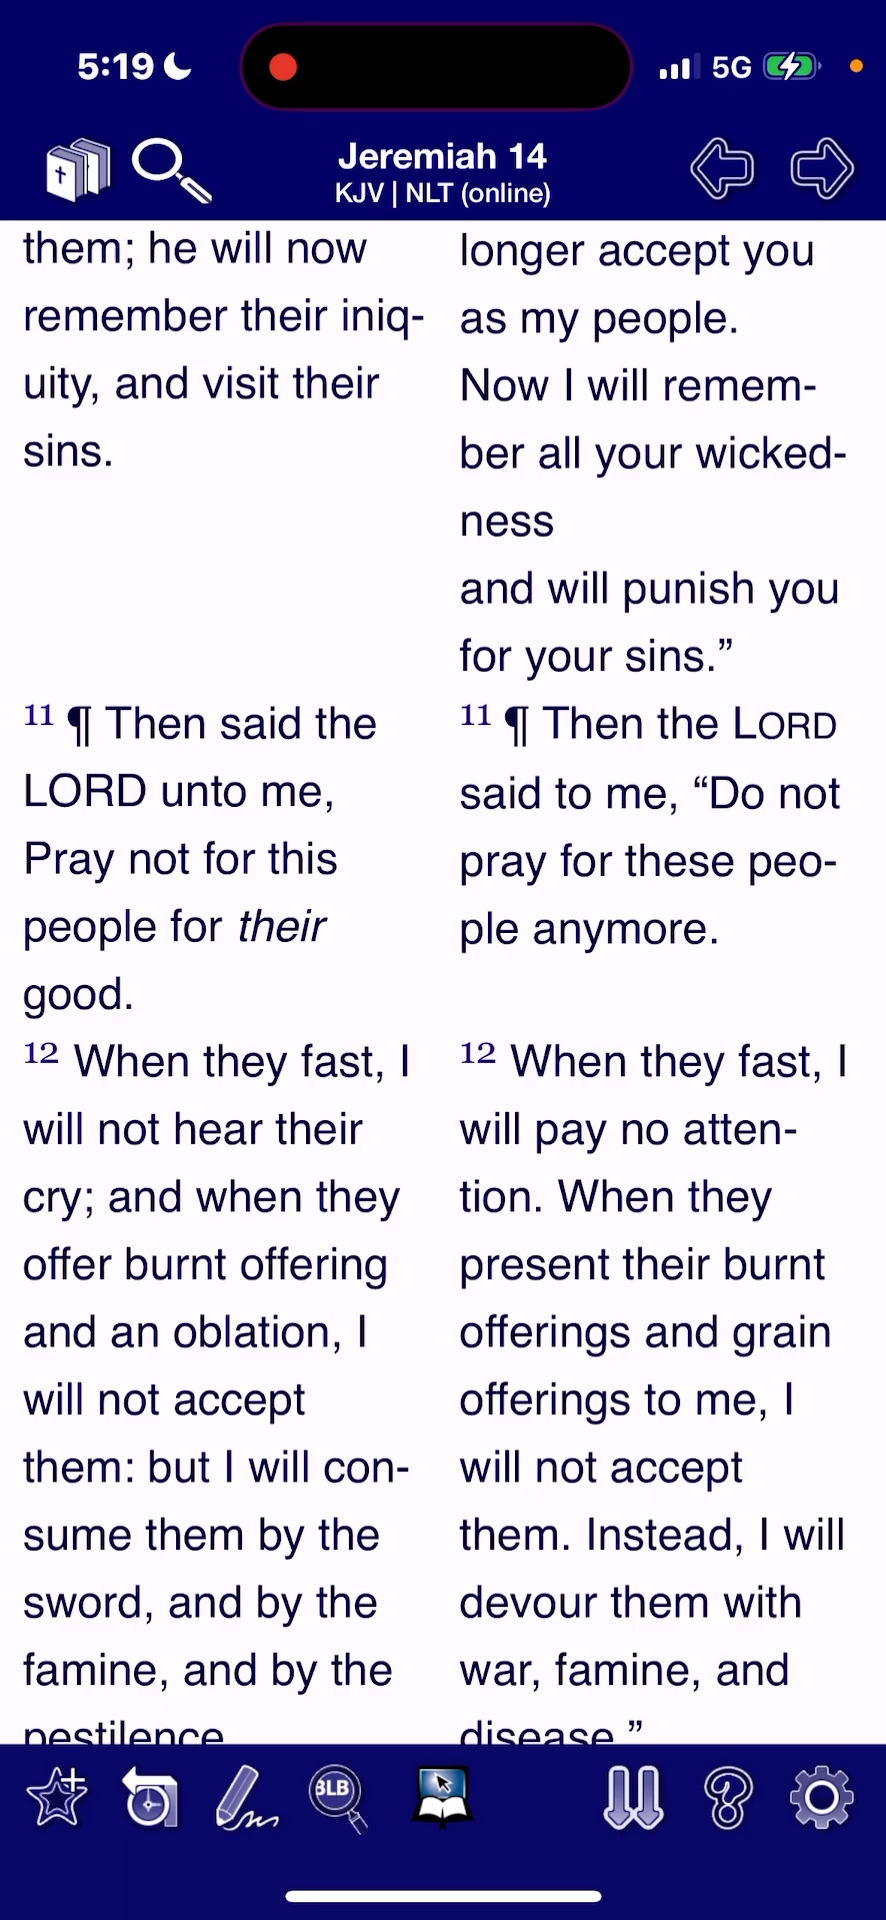 5:19
5G
Jeremiah 14
KJV | NLT (online)
them; he will now
remember their iniq-
uity, and visit their
sins.
longer accept you
as my people.
Now I will remem-
ber all your wicked-
ness
and will punish you
for your sins.”
11 ¶ Then said the
LORD unto me,
Pray not for this
people for their
good.
11 ¶ Then the LORD
said to me, “Do not
pray for these peo-
ple anymore.
12 When they fast, I
will not hear their
cry; and when they
offer burnt offering
and an oblation, I
will not accept
them: but I will con-
sume them by the
sword, and by the
famine, and by the
pestilence
12 When they fast, I
will pay no atten-
tion. When they
present their burnt
offerings and grain
offerings to me, I
will not accept
them. Instead, I will
devour them with
war, famine, and
disease.”
BLB